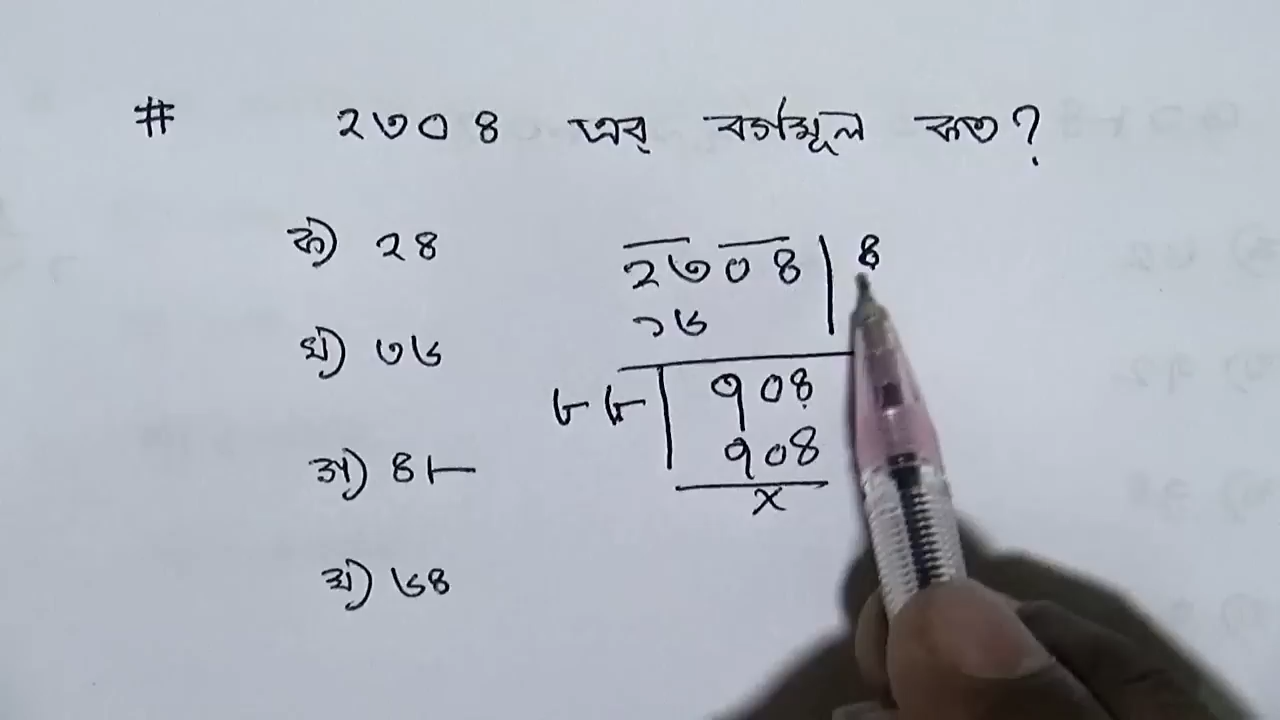 # ২৩০৪ এর বর্গমূল কত?
ক) ২৪
খ) ৩৬
গ) ৪৮
ঘ) ৬৪
২৩০৪ | ৪
১৬
৮৮ | ৭০৪
৭০৪
x